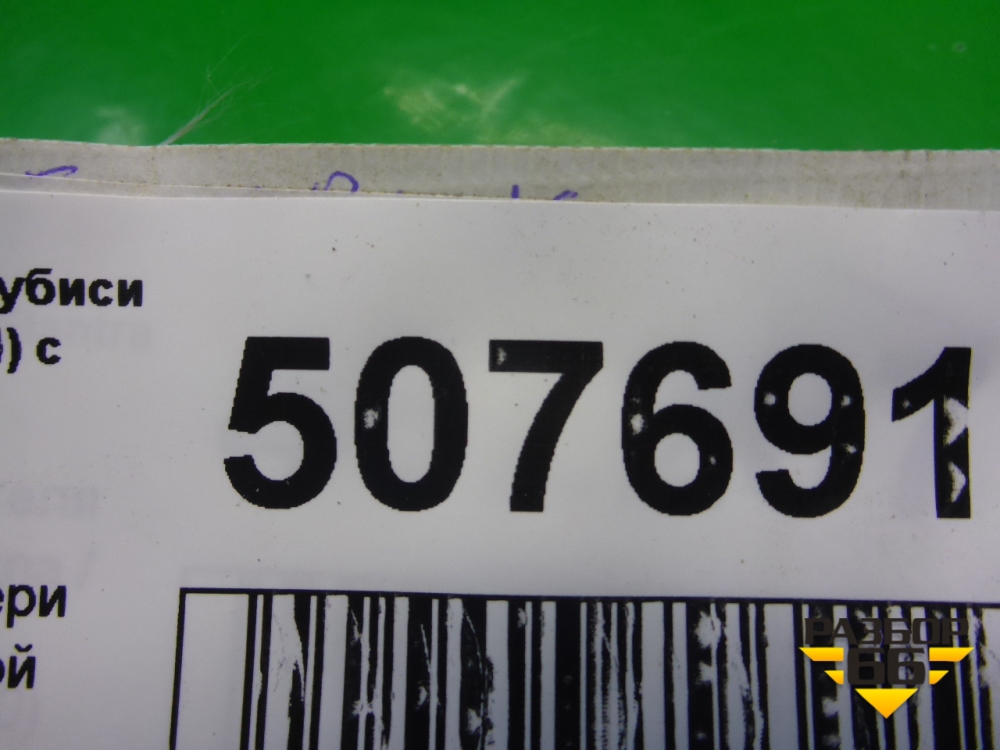 убиси
) с
507691
ери
ой
РАЗБОР
66